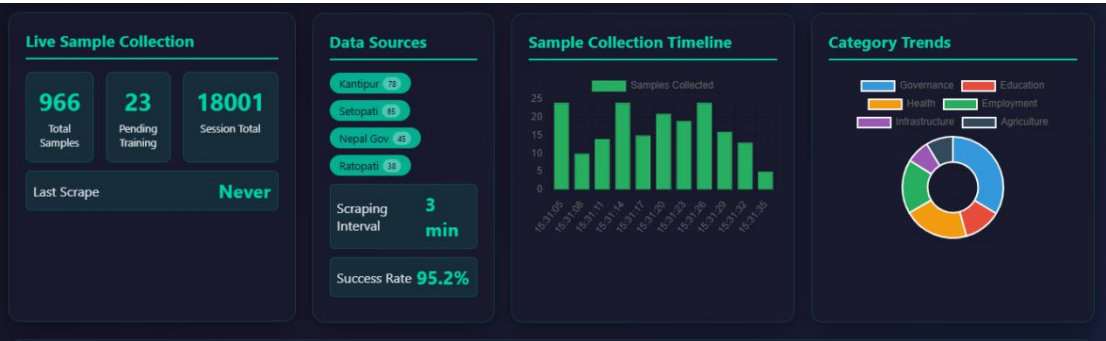 Live Sample Collection
966
Total
Samples
23
Pending
Training
18001
Session Total
Last Scrape Never
Data Sources
Kantipur 78
Setopati 65
Nepal Gov 45
Ratopati 38
Scraping
Interval
3
min
Success Rate 95.2%
Sample Collection Timeline
Samples Collected
25
20
15
10
5
0
15:31:05 15:31:08 15:31:11 15:31:14 15:31:17 15:31:20 15:31:23 15:31:26 15:31:29 15:31:32 15:31:35
Category Trends
Governance Education
Health Employment
Infrastructure Agriculture